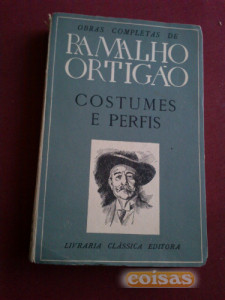 OBRAS COMPLETAS DE
RAMALHO
ORTIGÃO
COSTUMES
E PERFIS
LIVRARIA CLÁSSICA EDITORA
coisas